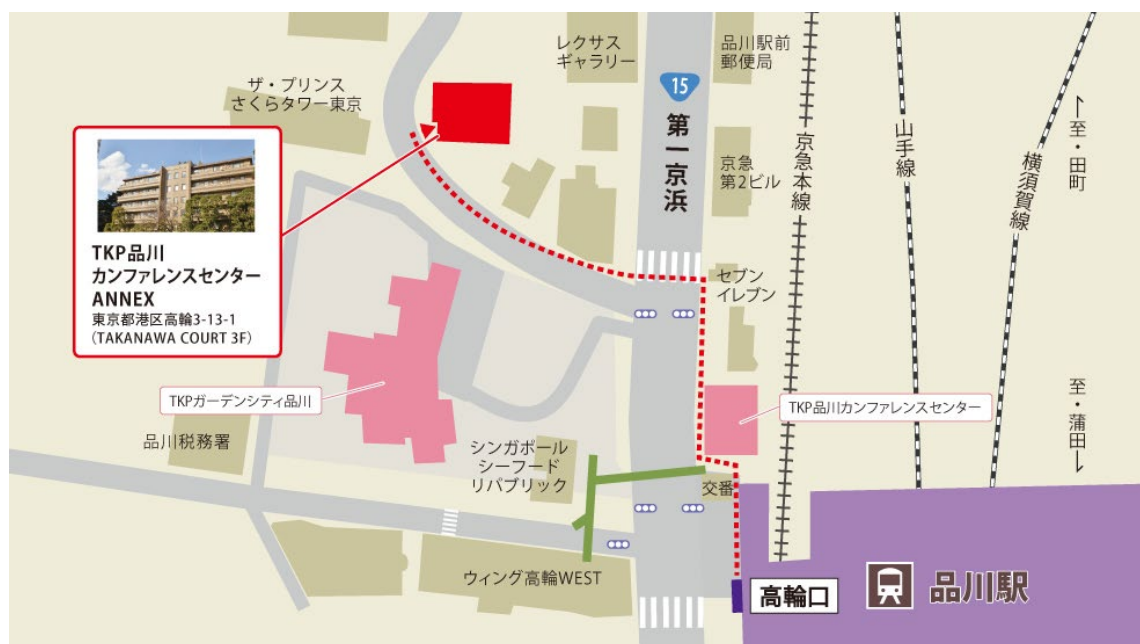 レクサス
ギャラリー
品川駅前
郵便局
ザ・プリンス
さくらタワー東京
15
第一京浜
京急
第2ビル
京急本線
山手線
横須賀線
至・田町
TKP品川
カンファレンスセンター
ANNEX
東京都港区高輪3-13-1
（TAKANAWA COURT 3F）
セブン
イレブン
TKPガーデンシティ品川
TKP品川カンファレンスセンター
至・蒲田
品川税務署
シンガポール
シーフード
リパブリック
交番
ウィング高輪WEST
高輪口
品川駅